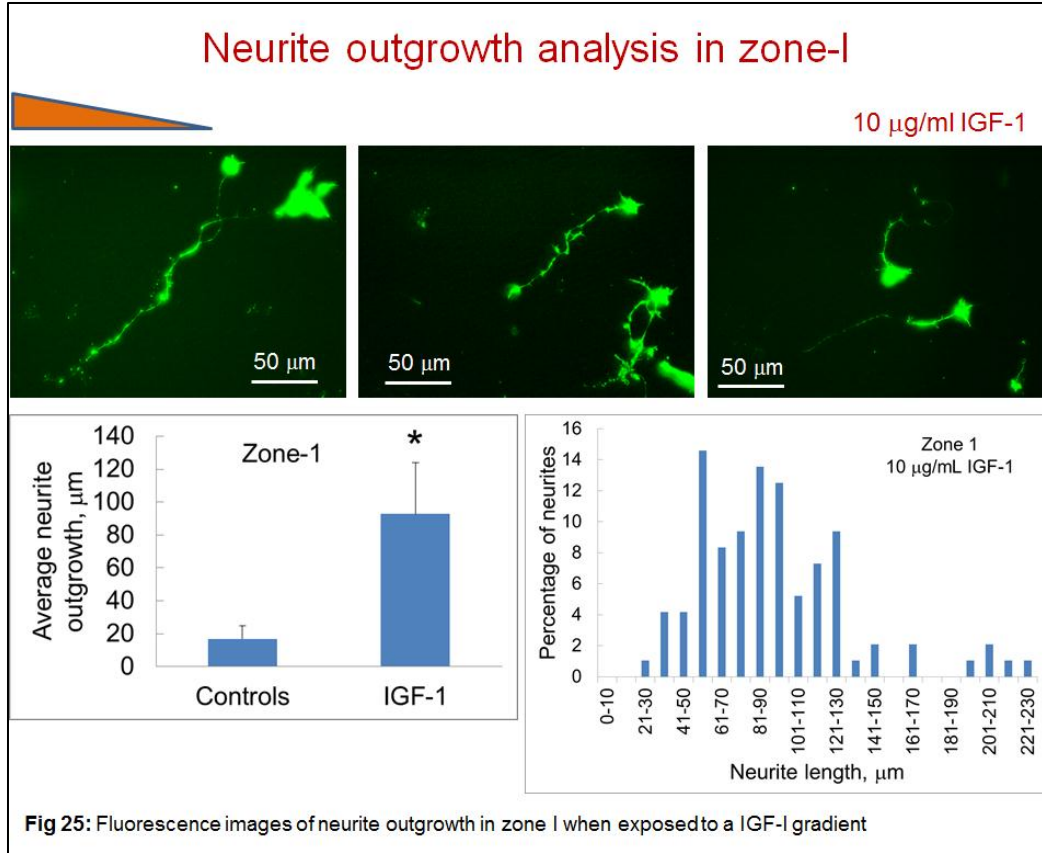 Neurite outgrowth analysis in zone-I
10 μg/ml IGF-1
50 μm
50 μm
50 μm
Average neurite
outgrowth, μm
140
120
100
80
60
40
20
0
Zone-1
*
Controls
IGF-1
Percentage of neurites
16
14
12
10
8
6
4
2
0
Zone 1
10 μg/mL IGF-1
0-10
21-30
41-50
61-70
81-90
101-110
121-130
141-150
161-170
181-190
201-210
221-230
Neurite length, μm
Fig 25: Fluorescence images of neurite outgrowth in zone I when exposed to a IGF-I gradient